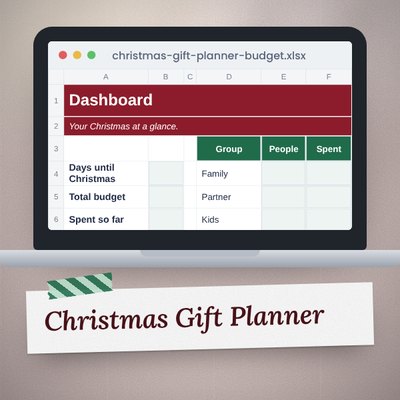 christmas-gift-planner-budget.xlsx
A B C D E F
1 Dashboard
2 Your Christmas at a glance.
3 Group People Spent
4 Days until Christmas Family
5 Total budget Partner
6 Spent so far Kids
Christmas Gift Planner